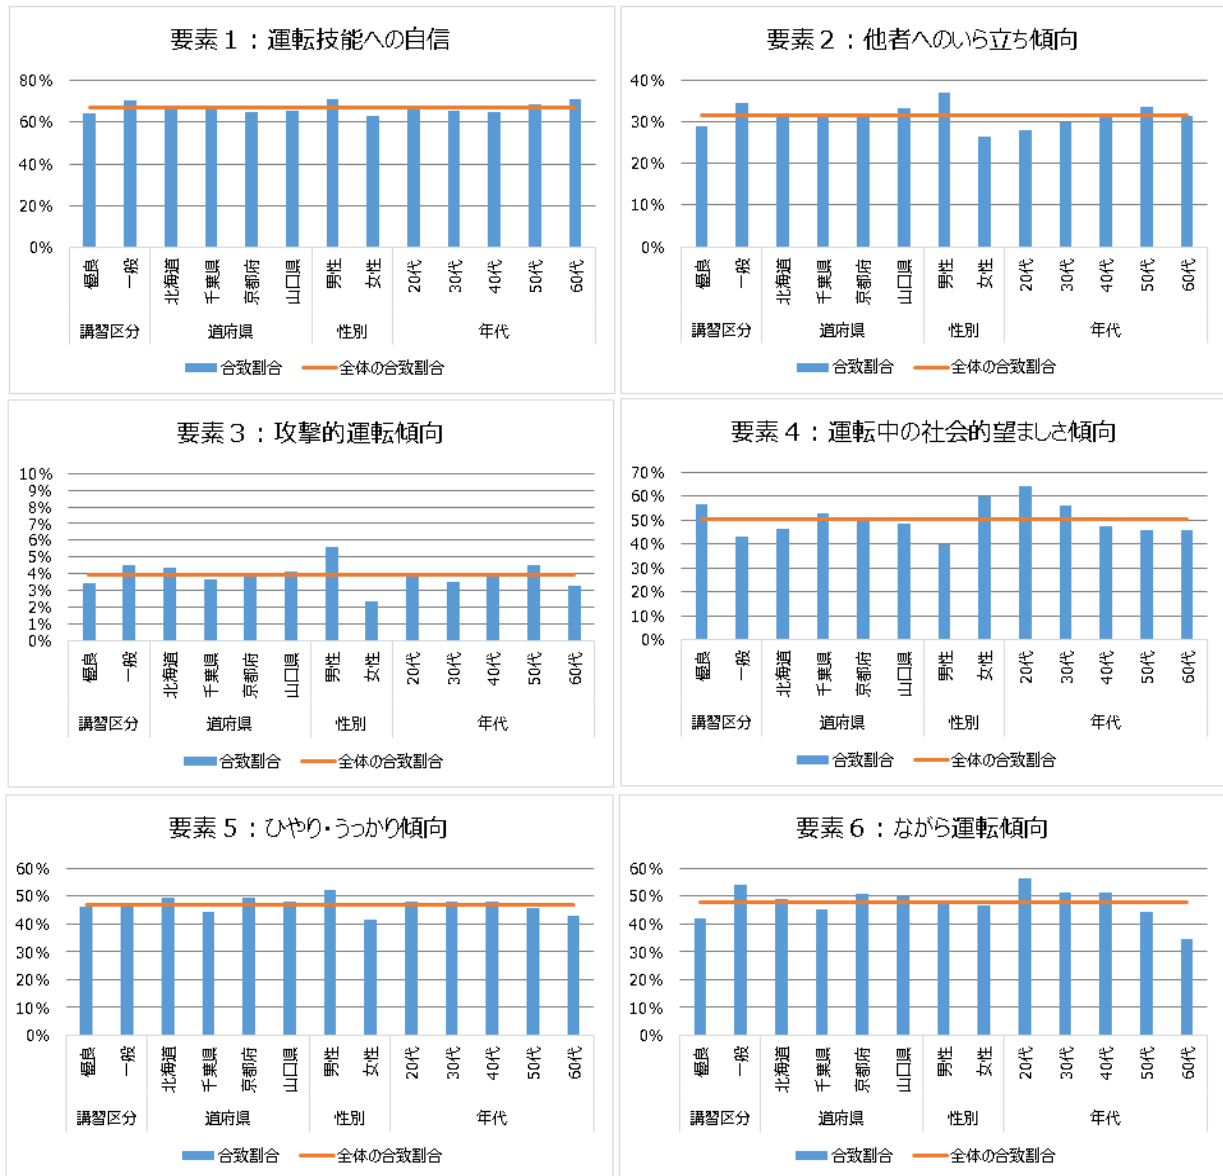 要素１：運転技能への自信
80%
60%
40%
20%
0%
優良 一般 北海道 千葉県 京都府 山口県 男性 女性 20代 30代 40代 50代 60代
講習区分 道府県 性別 年代
合致割合 全体の合致割合
要素２：他者へのいら立ち傾向
40%
30%
20%
10%
0%
優良 一般 北海道 千葉県 京都府 山口県 男性 女性 20代 30代 40代 50代 60代
講習区分 道府県 性別 年代
合致割合 全体の合致割合
要素３：攻撃的運転傾向
10%
9%
8%
7%
6%
5%
4%
3%
2%
1%
0%
優良 一般 北海道 千葉県 京都府 山口県 男性 女性 20代 30代 40代 50代 60代
講習区分 道府県 性別 年代
合致割合 全体の合致割合
要素４：運転中の社会的望ましさ傾向
70%
60%
50%
40%
30%
20%
10%
0%
優良 一般 北海道 千葉県 京都府 山口県 男性 女性 20代 30代 40代 50代 60代
講習区分 道府県 性別 年代
合致割合 全体の合致割合
要素５：ひやり・うっかり傾向
60%
50%
40%
30%
20%
10%
0%
優良 一般 北海道 千葉県 京都府 山口県 男性 女性 20代 30代 40代 50代 60代
講習区分 道府県 性別 年代
合致割合 全体の合致割合
要素６：ながら運転傾向
60%
50%
40%
30%
20%
10%
0%
優良 一般 北海道 千葉県 京都府 山口県 男性 女性 20代 30代 40代 50代 60代
講習区分 道府県 性別 年代
合致割合 全体の合致割合